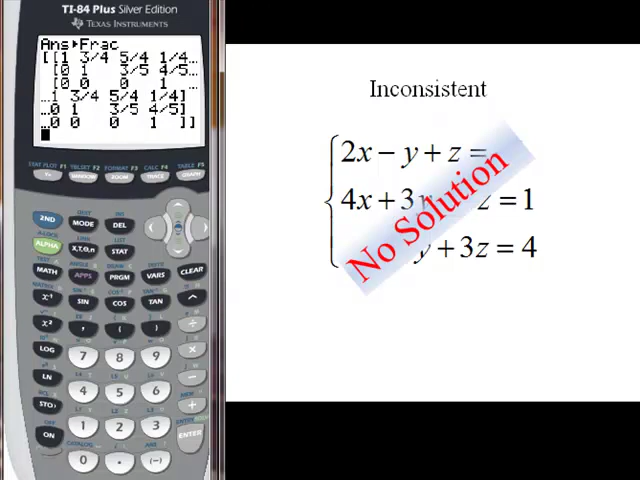 TI-84 Plus Silver Edition
TEXAS INSTRUMENTS
Ans▸Frac
[[1 3/4 5/4 1/4…
[0 1 3/5 4/5…
[0 0 0 1 …
…1 3/4 5/4 1/4]
…0 1 3/5 4/5]
…0 0 0 1 ]]
Inconsistent
2x − y + z =
4x + 3y z = 1
y + 3z = 4
No Solution
STAT PLOT F1 TBLSET F2 FORMAT F3 CALC F4 TABLE F5
Y= WINDOW ZOOM TRACE GRAPH
2ND MODE DEL
ALPHA X,T,Θ,n STAT
MATH APPS PRGM VARS CLEAR
SIN COS TAN ^
x² , ( ) ÷
LOG 7 8 9 ×
LN 4 5 6 −
STO▸ 1 2 3 +
ON 0 . (−) ENTER